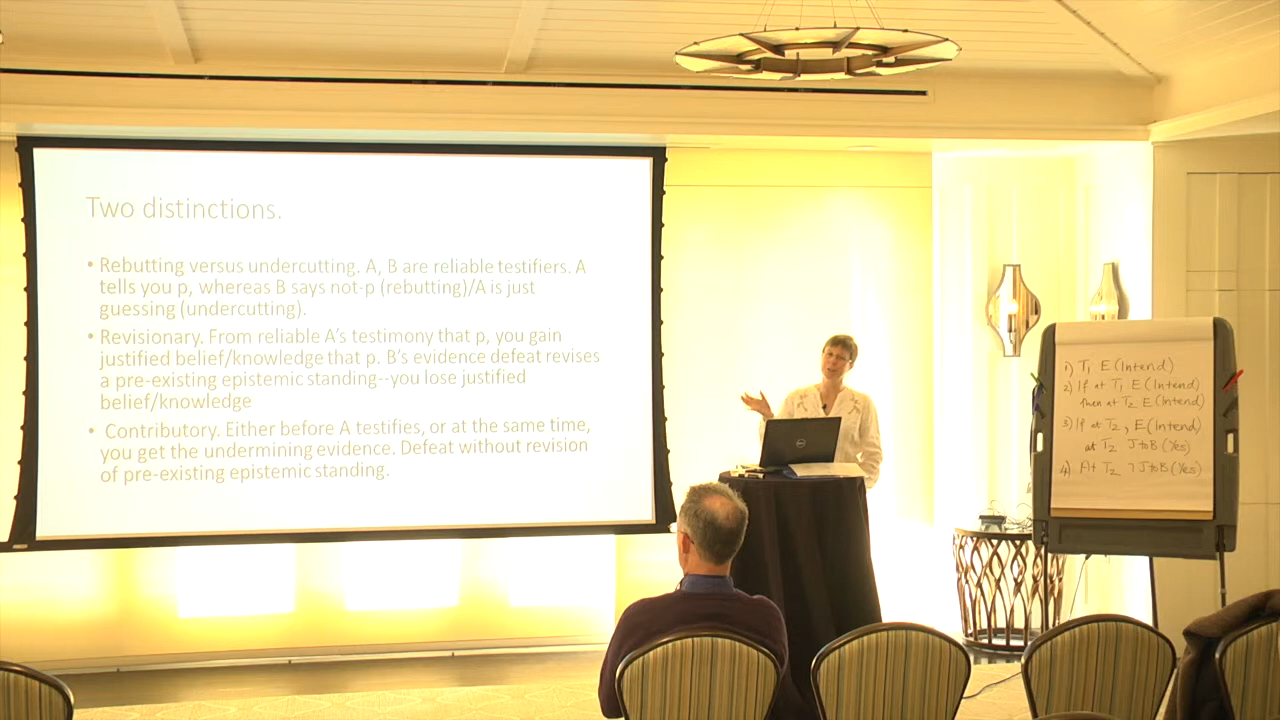 Two distinctions.
• Rebutting versus undercutting. A, B are reliable testifiers. A
tells you p, whereas B says not-p (rebutting)/A is just
guessing (undercutting).
• Revisionary. From reliable A's testimony that p, you gain
justified belief/knowledge that p. B's evidence defeat revises
a pre-existing epistemic standing--you lose justified
belief/knowledge
• Contributory. Either before A testifies, or at the same time,
you get the undermining evidence. Defeat without revision
of pre-existing epistemic standing.
DELL
1) T₁ E (Intend)
2) If at T₁ E (Intend)
then at T₂ E (Intend)
3) If at T₂, E (Intend)
at T₂ J to B (Yes)
4) At T₂ ㄱJ to B (Yes)